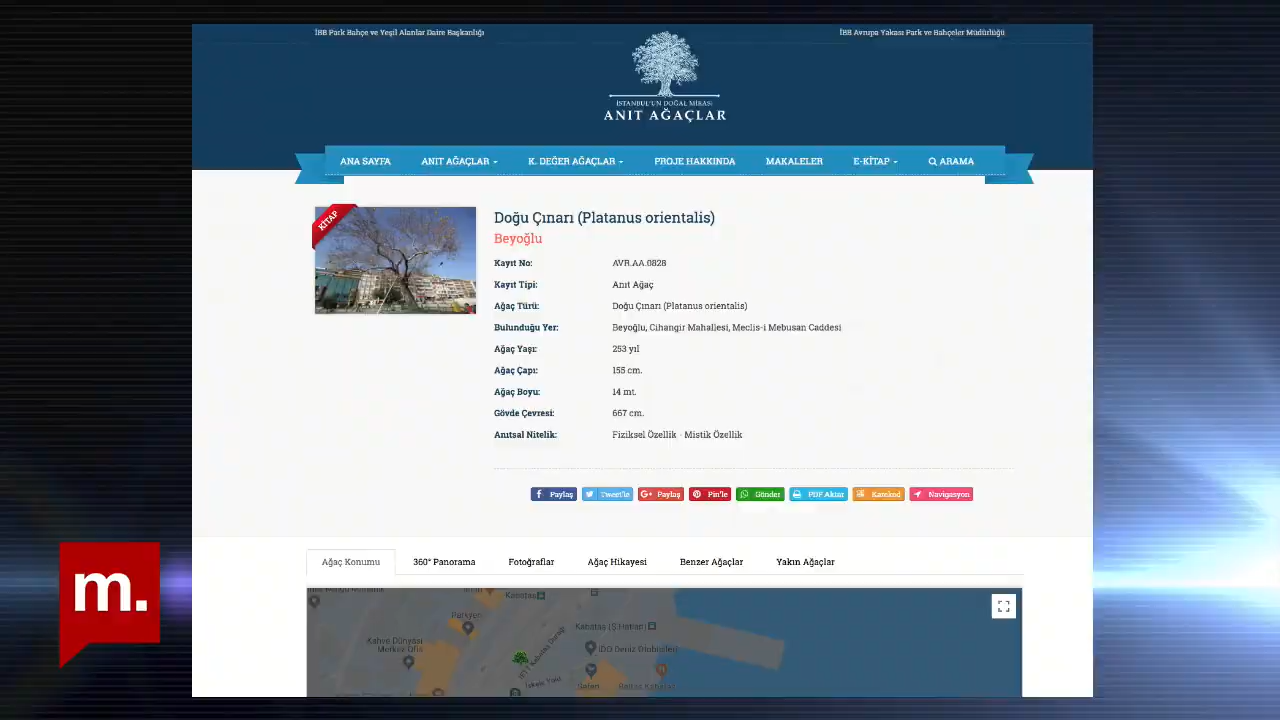 İBB Park Bahçe ve Yeşil Alanlar Daire Başkanlığı
İBB Avrupa Yakası Park ve Bahçeler Müdürlüğü
İSTANBUL'UN DOĞAL MİRASI
ANIT AĞAÇLAR
ANA SAYFA ANIT AĞAÇLAR K. DEĞER AĞAÇLAR PROJE HAKKINDA MAKALELER E-KİTAP ARAMA
KİTAP
Doğu Çınarı (Platanus orientalis)
Beyoğlu
Kayıt No: AVR.AA.0828
Kayıt Tipi: Anıt Ağaç
Ağaç Türü: Doğu Çınarı (Platanus orientalis)
Bulunduğu Yer: Beyoğlu, Cihangir Mahallesi, Meclis-i Mebusan Caddesi
Ağaç Yaşı: 253 yıl
Ağaç Çapı: 155 cm.
Ağaç Boyu: 14 mt.
Gövde Çevresi: 667 cm.
Anıtsal Nitelik: Fiziksel Özellik - Mistik Özellik
Paylaş Tweet'le Paylaş Pin'le Gönder PDF Aktar Karekod Navigasyon
Ağaç Konumu 360° Panorama Fotoğraflar Ağaç Hikayesi Benzer Ağaçlar Yakın Ağaçlar
Kabataş
Parkyeri
Kabataş (Ş.Hatları)
Kahve Dünyası
Merkez Ofis
İDO Deniz Otobüsleri
m.